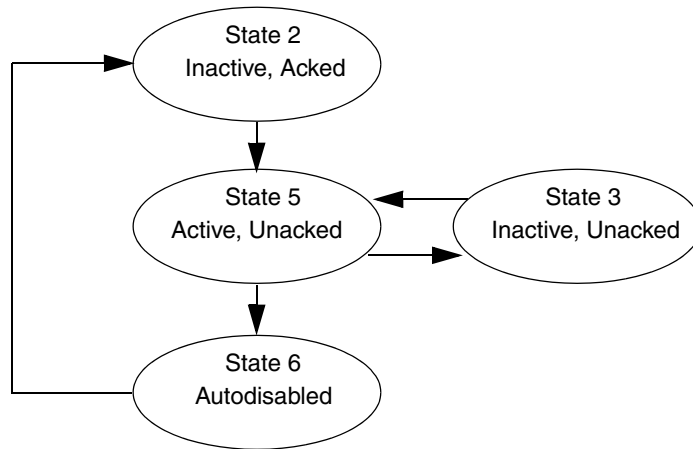 State 2
Inactive, Acked
State 5
Active, Unacked
State 3
Inactive, Unacked
State 6
Autodisabled